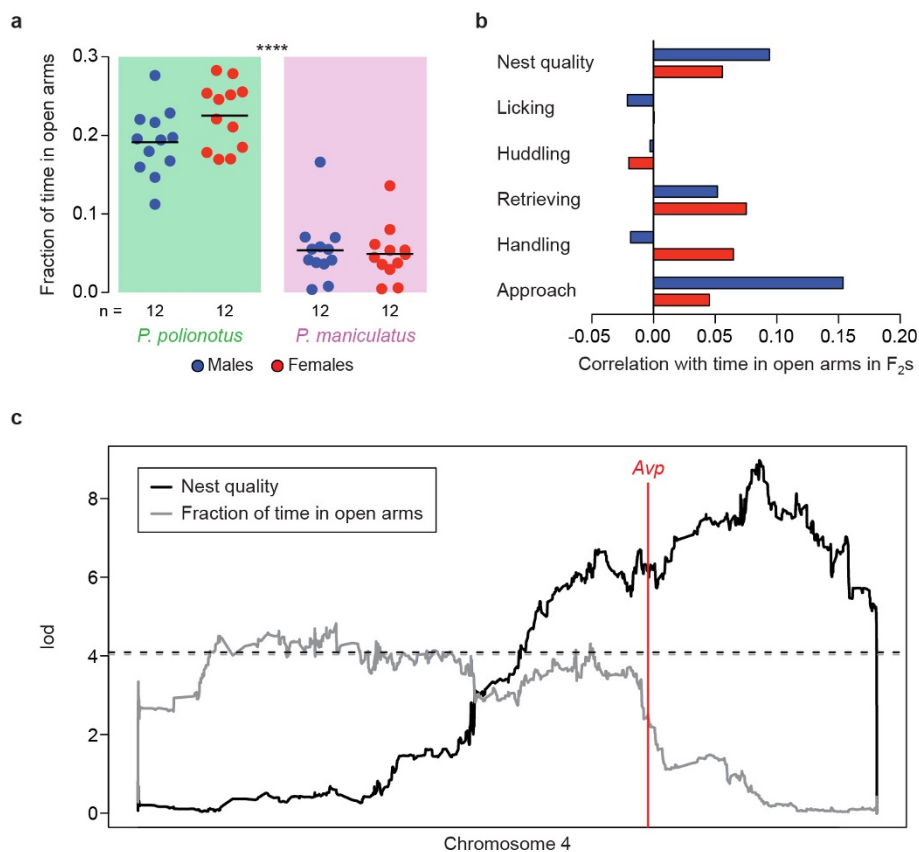 a
****
0.3
0.2
0.1
0.0
Fraction of time in open arms
n = 12 12 12 12
P. polionotus P. maniculatus
Males Females
b
Nest quality
Licking
Huddling
Retrieving
Handling
Approach
-0.05 0.00 0.05 0.10 0.15 0.20
Correlation with time in open arms in F₂s
c
Avp
Nest quality
Fraction of time in open arms
8
6
4
2
0
lod
Chromosome 4